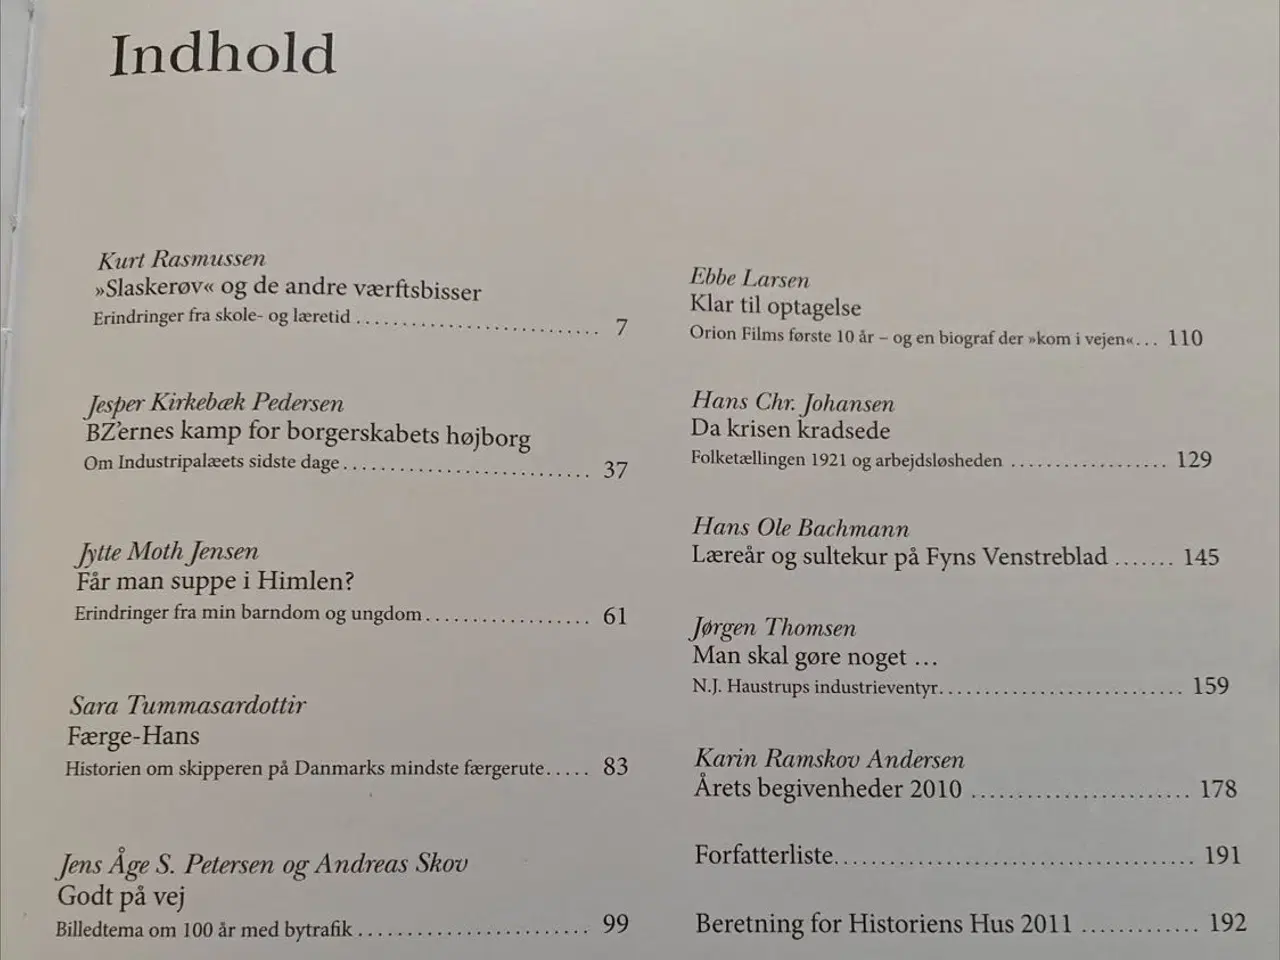 Indhold
Kurt Rasmussen
»Slaskerøv« og de andre værftsbisser
Erindringer fra skole- og læretid .......................... 7
Jesper Kirkebæk Pedersen
BZ'ernes kamp for borgerskabets højborg
Om Industripalæets sidste dage ........................... 37
Jytte Moth Jensen
Får man suppe i Himlen?
Erindringer fra min barndom og ungdom .................. 61
Sara Tummasardottir
Færge-Hans
Historien om skipperen på Danmarks mindste færgerute..... 83
Jens Åge S. Petersen og Andreas Skov
Godt på vej
Billedtema om 100 år med bytrafik ......................... 99
Ebbe Larsen
Klar til optagelse
Orion Films første 10 år – og en biograf der »kom i vejen«... 110
Hans Chr. Johansen
Da krisen kradsede
Folketællingen 1921 og arbejdsløsheden .................. 129
Hans Ole Bachmann
Læreår og sultekur på Fyns Venstreblad ....... 145
Jørgen Thomsen
Man skal gøre noget ...
N.J. Haustrups industrieventyr........................... 159
Karin Ramskov Andersen
Årets begivenheder 2010 ........................ 178
Forfatterliste....................................... 191
Beretning for Historiens Hus 2011 ............. 192